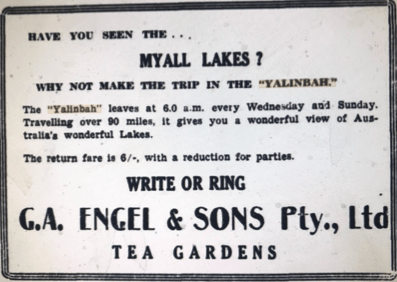 HAVE YOU SEEN THE . . .
MYALL LAKES ?
WHY NOT MAKE THE TRIP IN THE "YALINBAH."
The "Yalinbah" leaves at 6.0 a.m. every Wednesday and Sunday.
Travelling over 90 miles, it gives you a wonderful view of Aus-
tralia's wonderful Lakes.
The return fare is 6/-, with a reduction for parties.
WRITE OR RING
G.A. ENGEL & SONS Pty., Ltd
TEA GARDENS